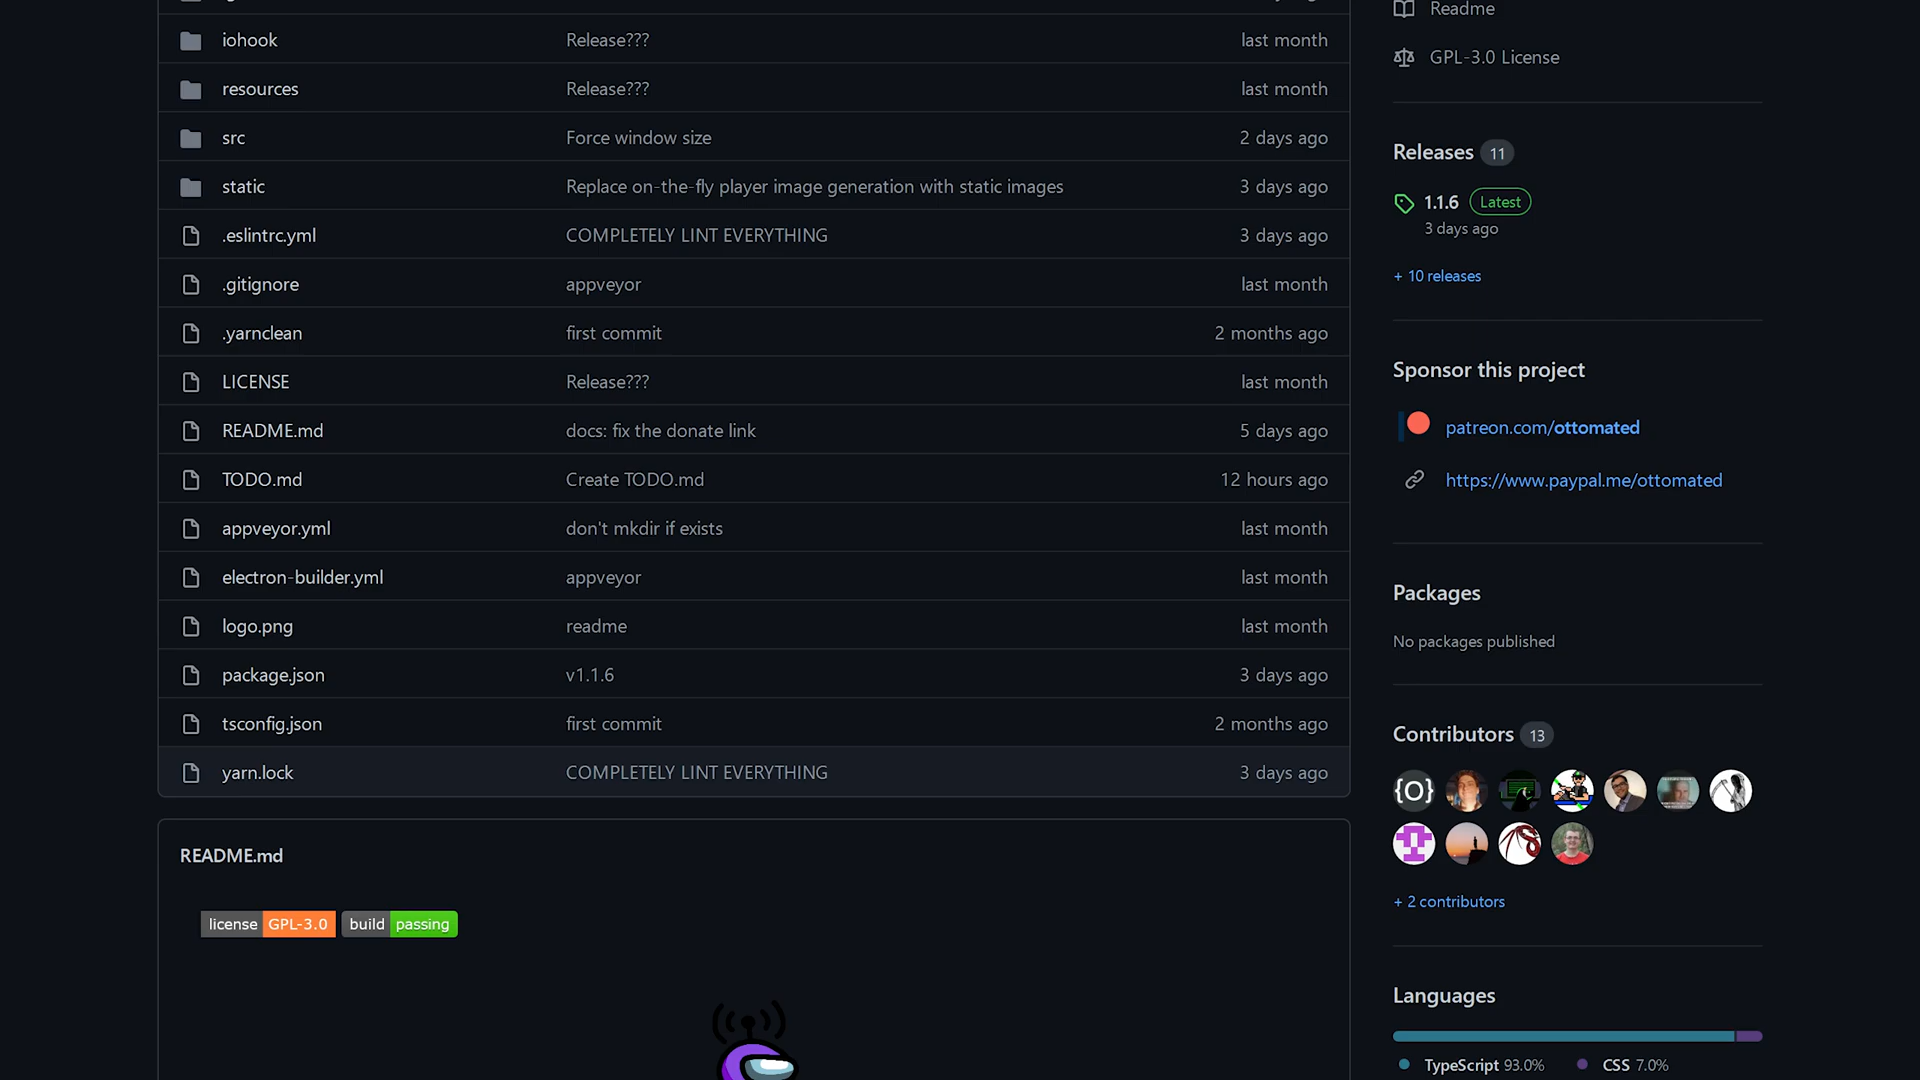 iohook Release??? last month
resources Release??? last month
src Force window size 2 days ago
static Replace on-the-fly player image generation with static images 3 days ago
.eslintrc.yml COMPLETELY LINT EVERYTHING 3 days ago
.gitignore appveyor last month
.yarnclean first commit 2 months ago
LICENSE Release??? last month
README.md docs: fix the donate link 5 days ago
TODO.md Create TODO.md 12 hours ago
appveyor.yml don't mkdir if exists last month
electron-builder.yml appveyor last month
logo.png readme last month
package.json v1.1.6 3 days ago
tsconfig.json first commit 2 months ago
yarn.lock COMPLETELY LINT EVERYTHING 3 days ago
README.md
license GPL-3.0 build passing
Readme
GPL-3.0 License
Releases 11
1.1.6 Latest
3 days ago
+ 10 releases
Sponsor this project
patreon.com/ottomated
https://www.paypal.me/ottomated
Packages
No packages published
Contributors 13
{O}
+ 2 contributors
Languages
TypeScript 93.0% CSS 7.0%